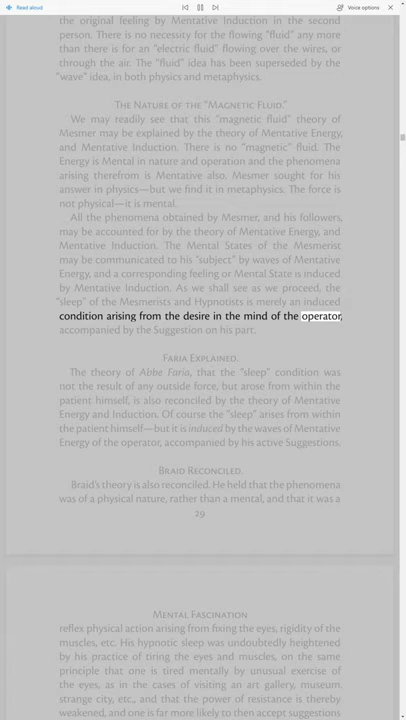 Read aloud
Voice options
the original feeling by Mentative Induction in the second
person. There is no necessity for the flowing “fluid” any more
than there is for an “electric fluid” flowing over the wires, or
through the air. The “fluid” idea has been superseded by the
“wave” idea, in both physics and metaphysics.
The Nature of the “Magnetic Fluid.”
We may readily see that this “magnetic fluid” theory of
Mesmer may be explained by the theory of Mentative Energy,
and Mentative Induction. There is no “magnetic” fluid. The
Energy is Mental in nature and operation and the phenomena
arising therefrom is Mentative also. Mesmer sought for his
answer in physics—but we find it in metaphysics. The force is
not physical—it is mental.
All the phenomena obtained by Mesmer, and his followers,
may be accounted for by the theory of Mentative Energy, and
Mentative Induction. The Mental States of the Mesmerist
may be communicated to his “subject” by waves of Mentative
Energy, and a corresponding feeling or Mental State is induced
by Mentative Induction. As we shall see as we proceed, the
“sleep” of the Mesmerists and Hypnotists is merely an induced
condition arising from the desire in the mind of the operator,
accompanied by the Suggestion on his part.
Faria Explained.
The theory of Abbe Faria, that the “sleep” condition was
not the result of any outside force, but arose from within the
patient himself, is also reconciled by the theory of Mentative
Energy and Induction. Of course the “sleep” arises from within
the patient himself—but it is induced by the waves of Mentative
Energy of the operator, accompanied by his active Suggestions.
Braid Reconciled.
Braid’s theory is also reconciled. He held that the phenomena
was of a physical nature, rather than a mental, and that it was a
29
Mental Fascination
reflex physical action arising from fixing the eyes, rigidity of the
muscles, etc. His hypnotic sleep was undoubtedly heightened
by his practice of tiring the eyes and muscles, on the same
principle that one is tired mentally by unusual exercise of
the eyes, as in the cases of visiting an art gallery, museum,
strange city, etc., and that the power of resistance is thereby
weakened, and one is far more likely to then accept suggestions